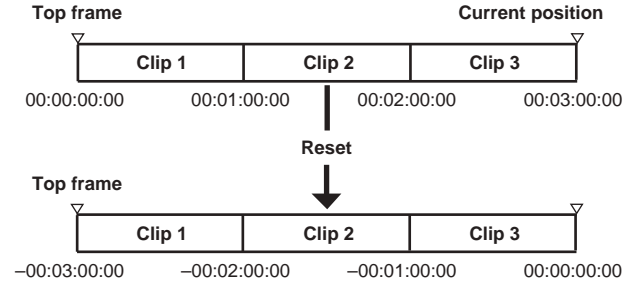 Top frame Current position
Clip 1 Clip 2 Clip 3
00:00:00:00 00:01:00:00 00:02:00:00 00:03:00:00
Reset
Top frame
Clip 1 Clip 2 Clip 3
–00:03:00:00 –00:02:00:00 –00:01:00:00 00:00:00:00